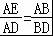 AE/AD = AB/BD